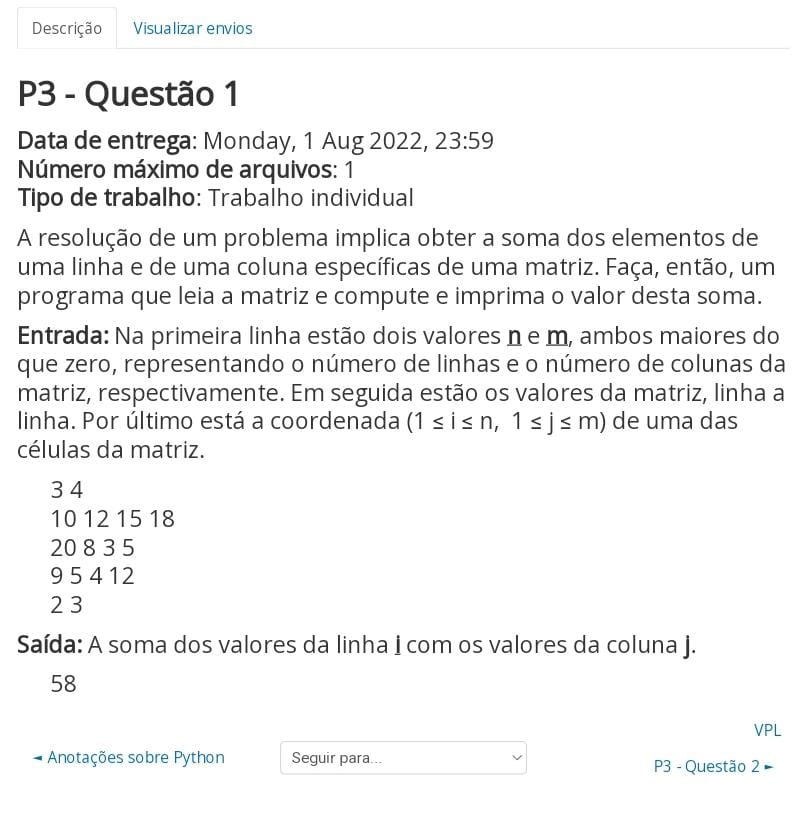 Descrição
Visualizar envios
P3 - Questão 1
Data de entrega: Monday, 1 Aug 2022, 23:59
Número máximo de arquivos: 1
Tipo de trabalho: Trabalho individual
A resolução de um problema implica obter a soma dos elementos de
uma linha e de uma coluna específicas de uma matriz. Faça, então, um
programa que leia a matriz e compute e imprima o valor desta soma.
Entrada: Na primeira linha estão dois valores n e m, ambos maiores do
que zero, representando o número de linhas e o número de colunas da
matriz, respectivamente. Em seguida estão os valores da matriz, linha a
linha. Por último está a coordenada (1 ≤ i ≤ n, 1 ≤ j ≤ m) de uma das
células da matriz.
3 4
10 12 15 18
20 8 3 5
9 5 4 12
2 3
Saída: A soma dos valores da linha i com os valores da coluna j.
58
VPL
◄ Anotações sobre Python
Seguir para...
P3 - Questão 2 ►